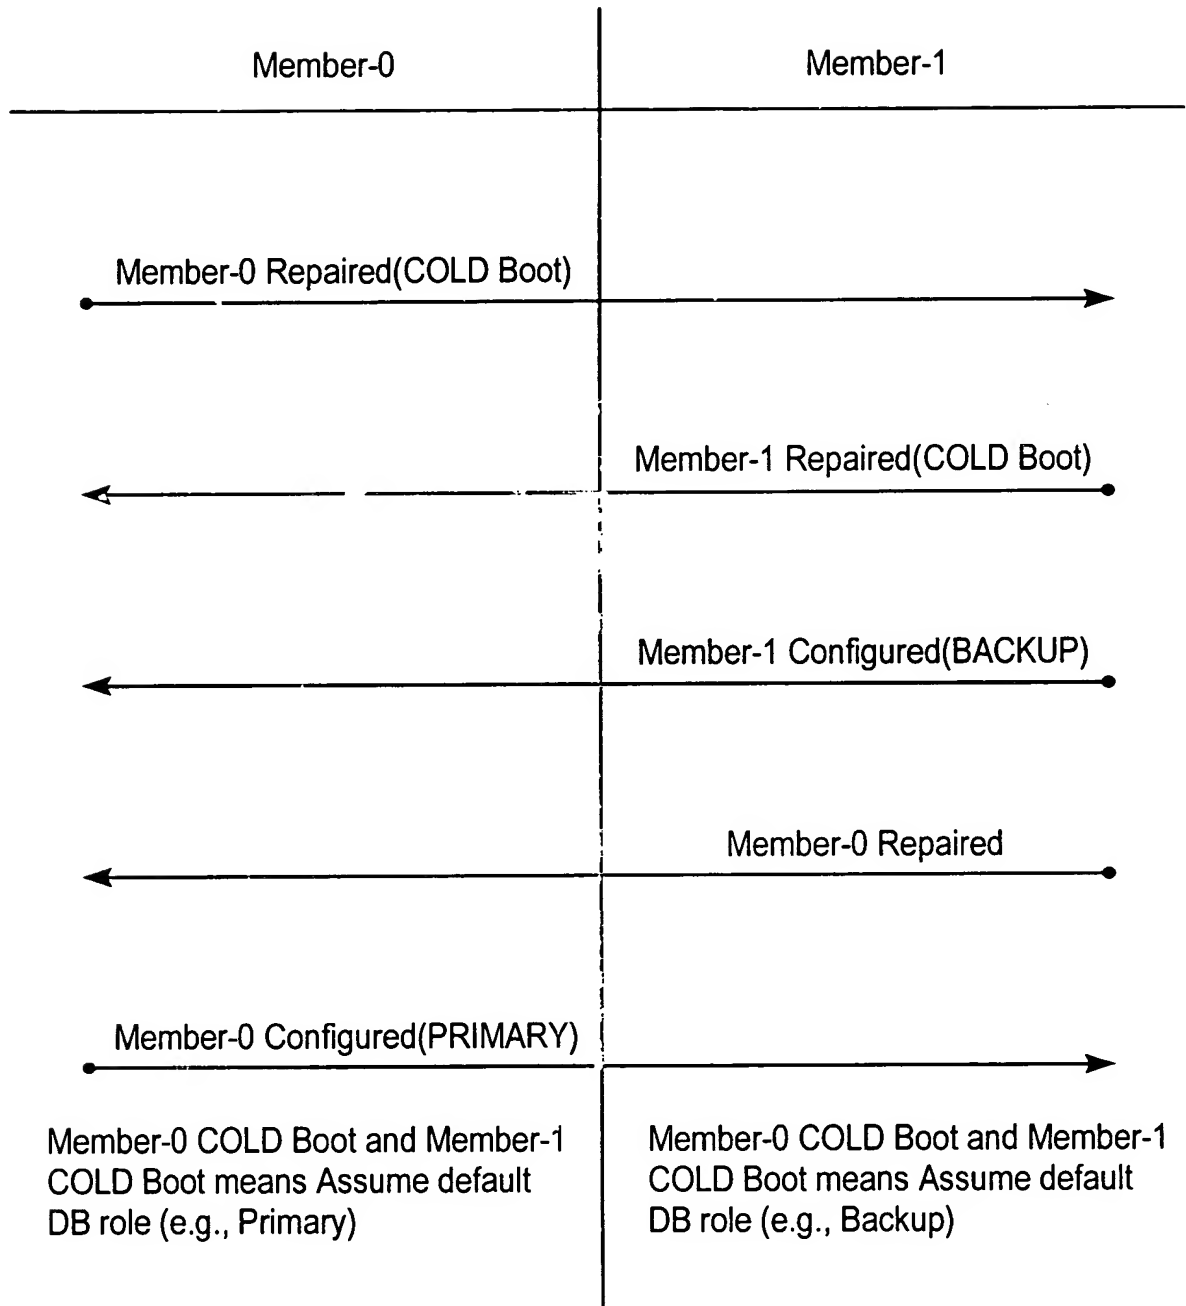 Member-0
Member-1
Member-0 Repaired(COLD Boot)
Member-1 Repaired(COLD Boot)
Member-1 Configured(BACKUP)
Member-0 Repaired
Member-0 Configured(PRIMARY)
Member-0 COLD Boot and Member-1
COLD Boot means Assume default
DB role (e.g., Primary)
Member-0 COLD Boot and Member-1
COLD Boot means Assume default
DB role (e.g., Backup)